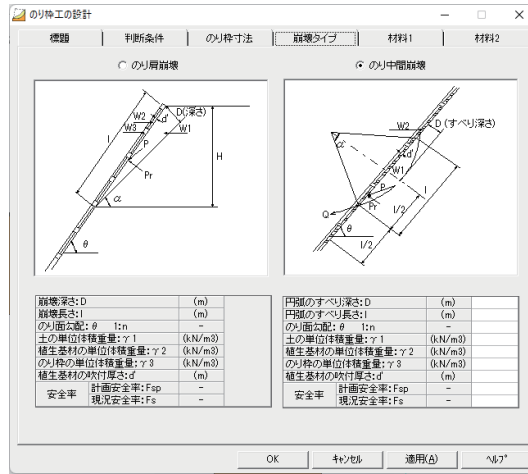 のり枠工の設計
標題 判断条件 のり枠寸法 崩壊タイプ 材料1 材料2
のり肩崩壊
のり中間崩壊
D(深さ)
W2
d'
W3
W1
l
P
H
Pr
α
θ
W2
D (すべり深さ)
α
d'
W1
P
l
Pr
Q
l/2
θ
l/2
崩壊深さ:D (m)
崩壊長さ:l (m)
のり面勾配:θ 1:n -
土の単位体積重量:γ1 (kN/m3)
植生基材の単位体積重量:γ2 (kN/m3)
のり枠の単位体積重量:γ3 (kN/m3)
植生基材の吹付厚さ:d' (m)
安全率 計画安全率:Fsp -
現況安全率:Fs -
円弧のすべり深さ:D (m)
円弧のすべり長さ:l (m)
のり面勾配:θ 1:n -
土の単位体積重量:γ1 (kN/m3)
植生基材の単位体積重量:γ2 (kN/m3)
のり枠の単位体積重量:γ3 (kN/m3)
植生基材の吹付厚さ:d' (m)
安全率 計画安全率:Fsp -
現況安全率:Fs -
OK キャンセル 適用(A) ヘルプ